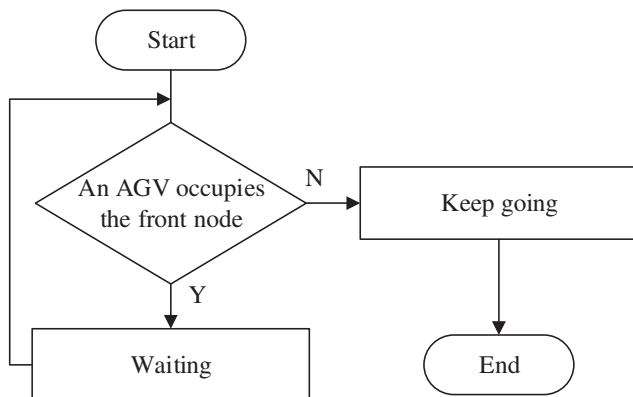 Start
An AGV occupies
the front node
N
Keep going
Y
Waiting
End